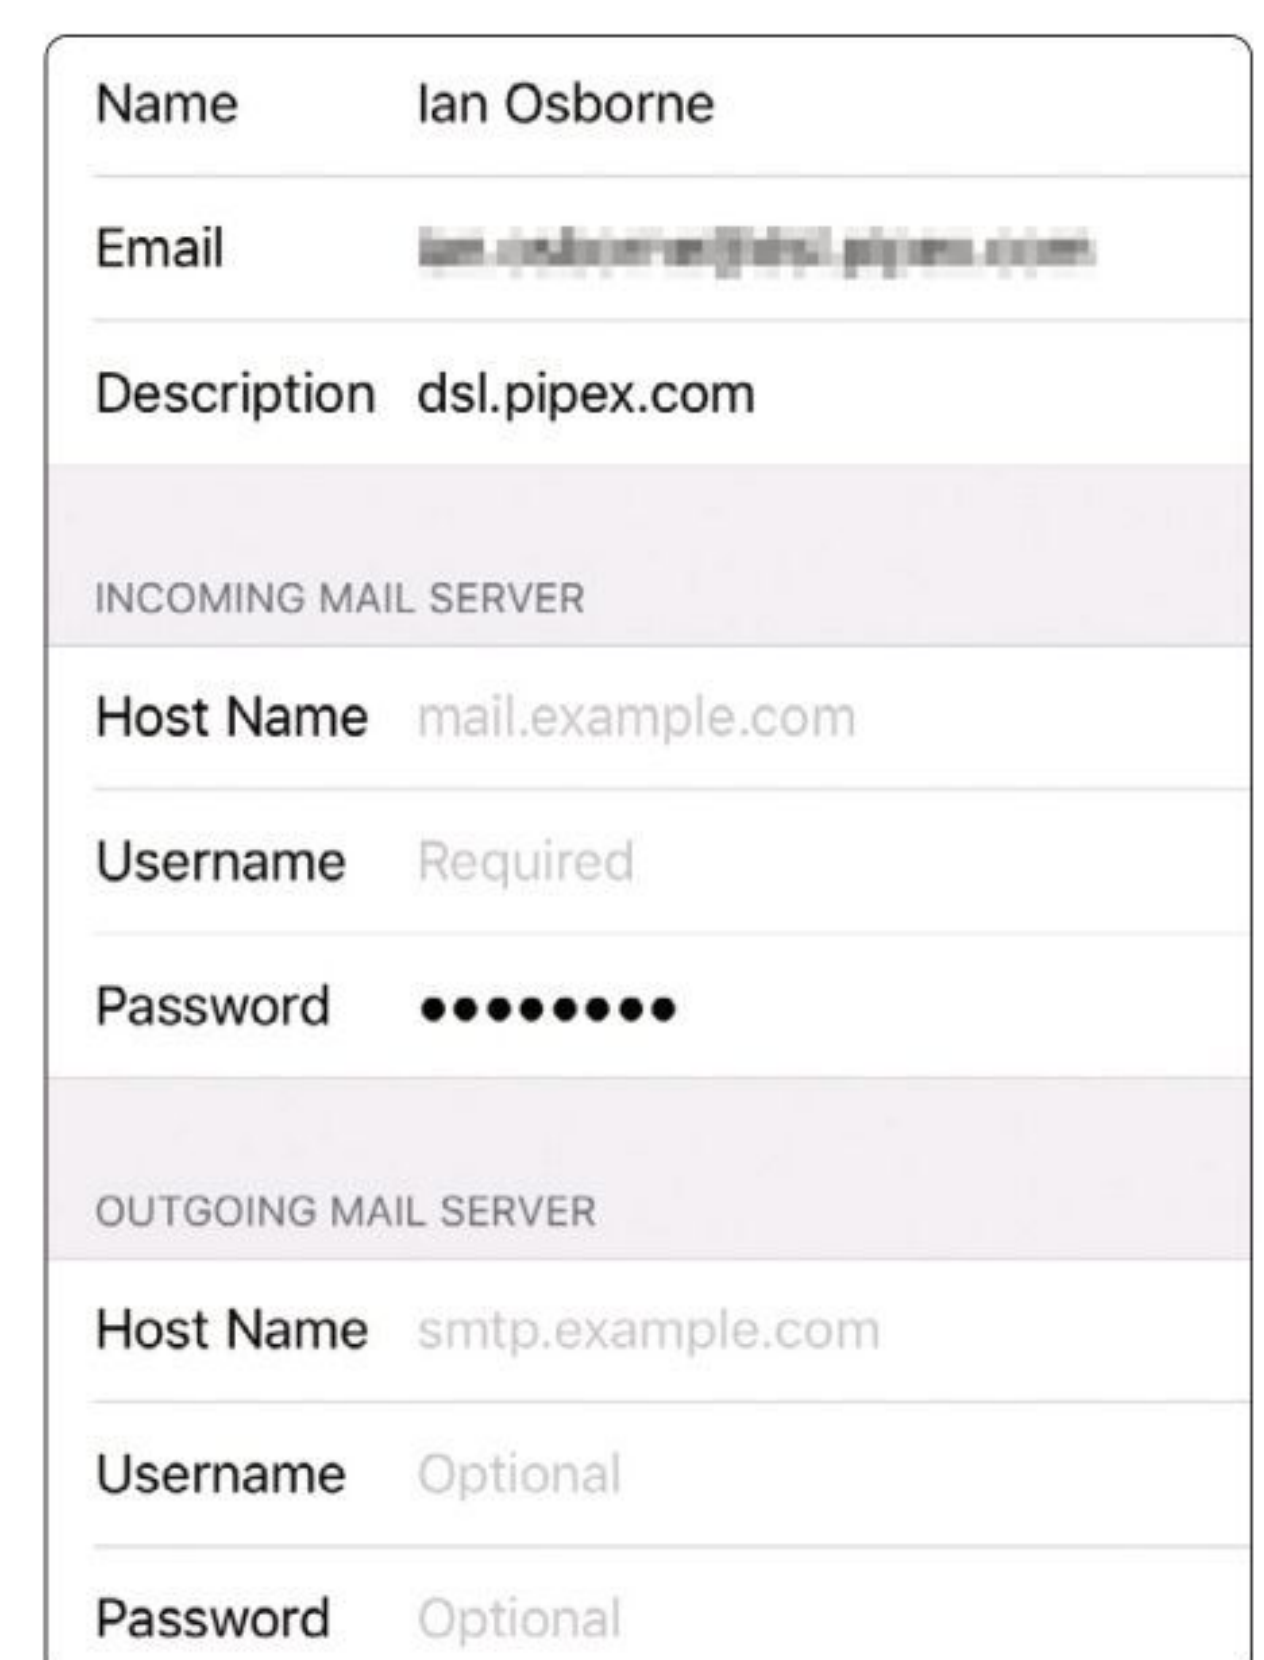 Name Ian Osborne
Email
Description dsl.pipex.com
INCOMING MAIL SERVER
Host Name mail.example.com
Username Required
Password ●●●●●●●●
OUTGOING MAIL SERVER
Host Name smtp.example.com
Username Optional
Password Optional